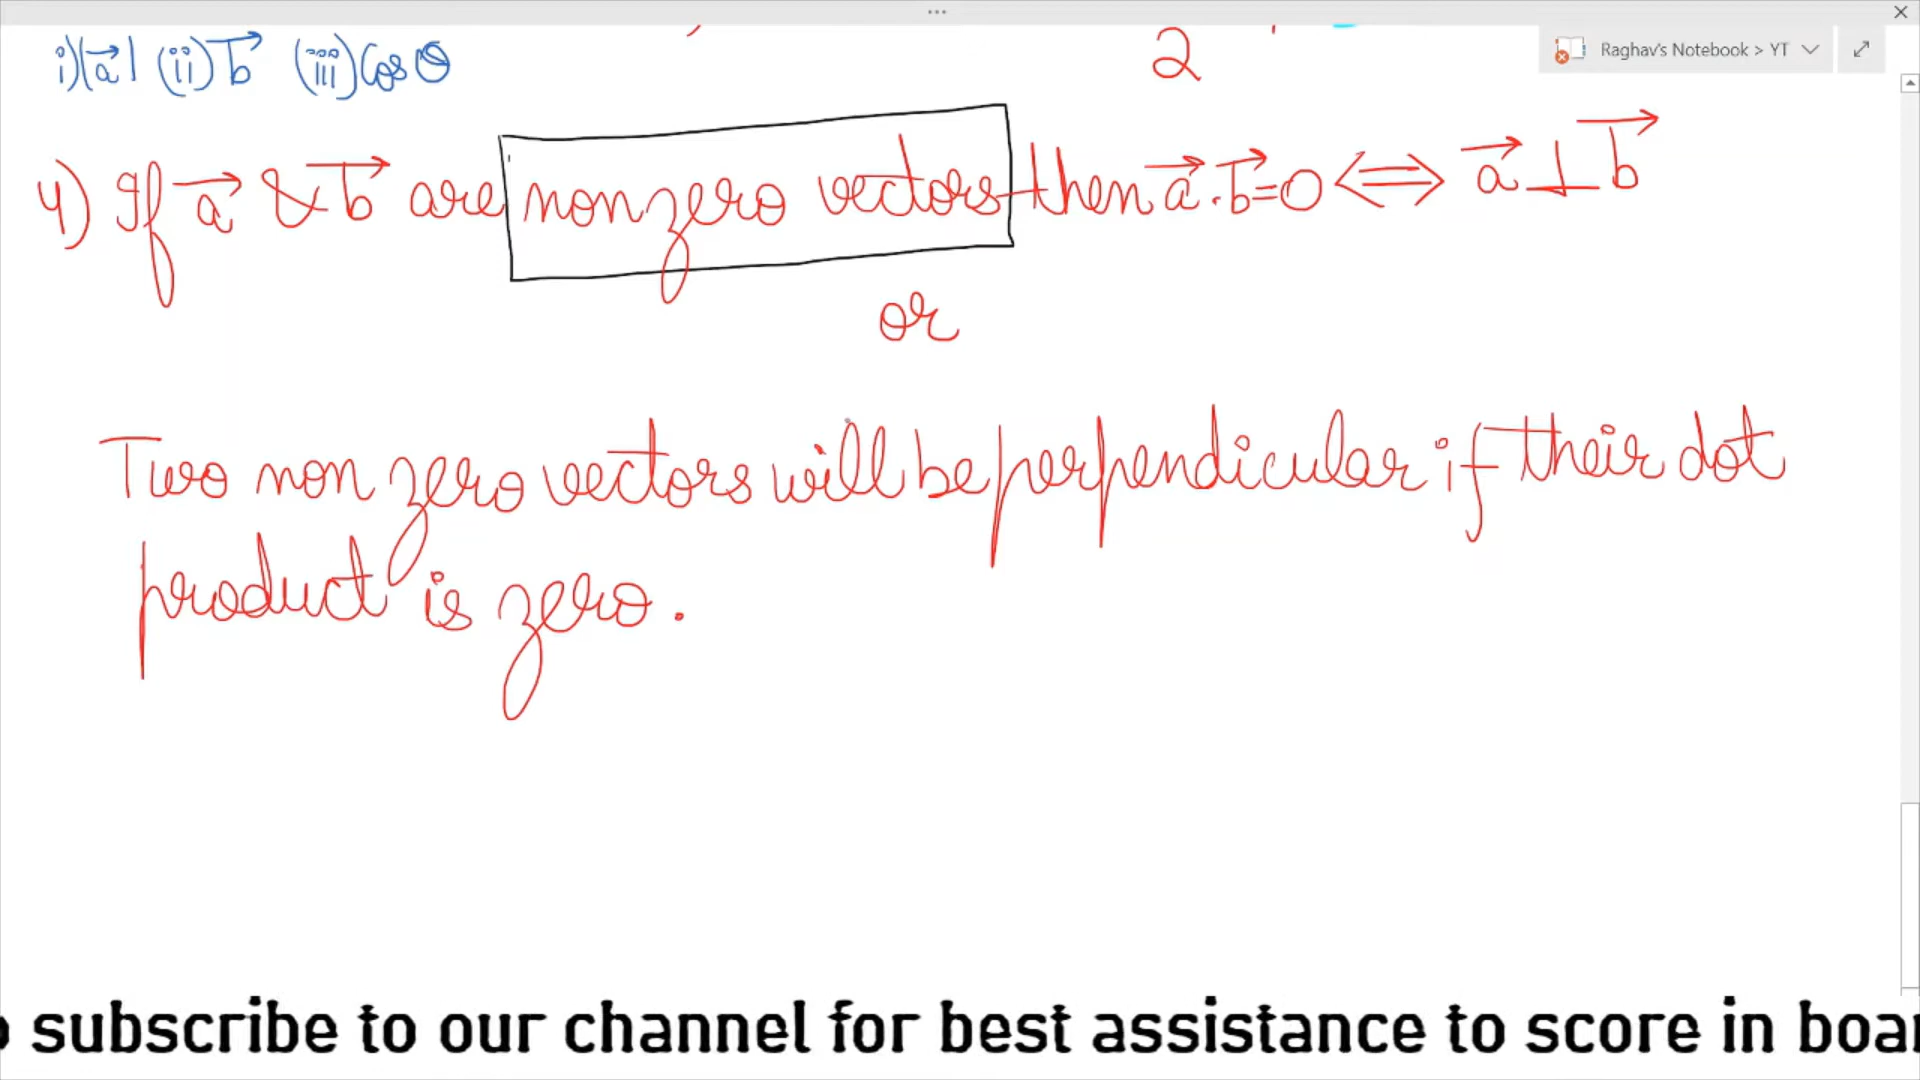 Raghav's Notebook > YT
2
i) |a⃗| (ii) b⃗ (iii) Cos θ
4) If a⃗ & b⃗ are non zero vectors then a⃗ . b⃗ = 0 ⟺ a⃗ ⊥ b⃗
or
Two non zero vectors will be perpendicular if their dot
product is zero.
subscribe to our channel for best assistance to score in boa